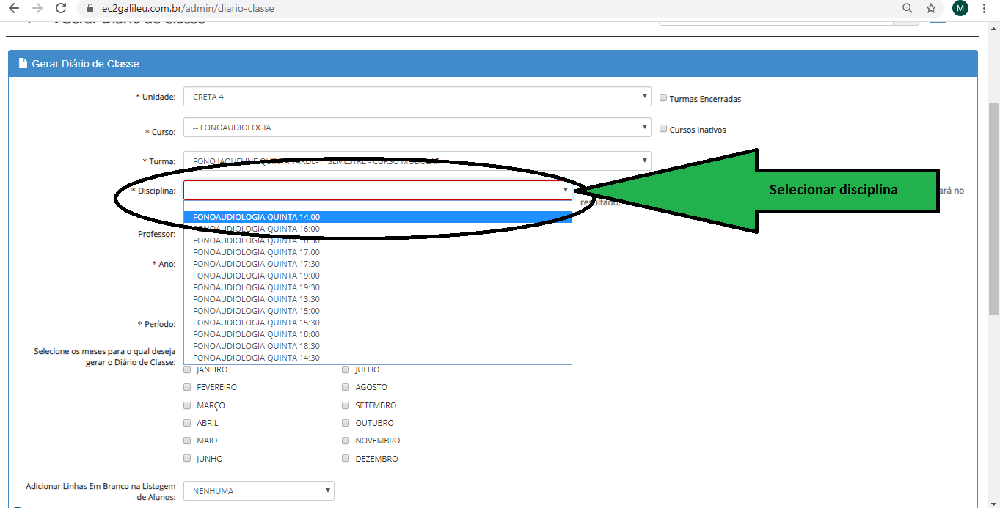 ec2galileu.com.br/admin/diario-classe
Gerar Diário de Classe
Gerar Diário de Classe
* Unidade: CRETA 4 Turmas Encerradas
* Curso: -- FONOAUDIOLOGIA Cursos Inativos
* Turma: FONO JAQUELINE QUINTA TARDE-1º SEMESTRE - CURSO MODULAR
* Disciplina: Selecionar disciplina ará no
resultado.
FONOAUDIOLOGIA QUINTA 14:00
FONOAUDIOLOGIA QUINTA 16:00
Professor:
FONOAUDIOLOGIA QUINTA 16:30
FONOAUDIOLOGIA QUINTA 17:00
* Ano: FONOAUDIOLOGIA QUINTA 17:30
FONOAUDIOLOGIA QUINTA 19:00
FONOAUDIOLOGIA QUINTA 19:30
FONOAUDIOLOGIA QUINTA 13:30
FONOAUDIOLOGIA QUINTA 15:00
* Período: FONOAUDIOLOGIA QUINTA 15:30
FONOAUDIOLOGIA QUINTA 18:00
FONOAUDIOLOGIA QUINTA 18:30
FONOAUDIOLOGIA QUINTA 14:30
Selecione os meses para o qual deseja
gerar o Diário de Classe:
JANEIRO JULHO
FEVEREIRO AGOSTO
MARÇO SETEMBRO
ABRIL OUTUBRO
MAIO NOVEMBRO
JUNHO DEZEMBRO
Adicionar Linhas Em Branco na Listagem
de Alunos: NENHUMA
M